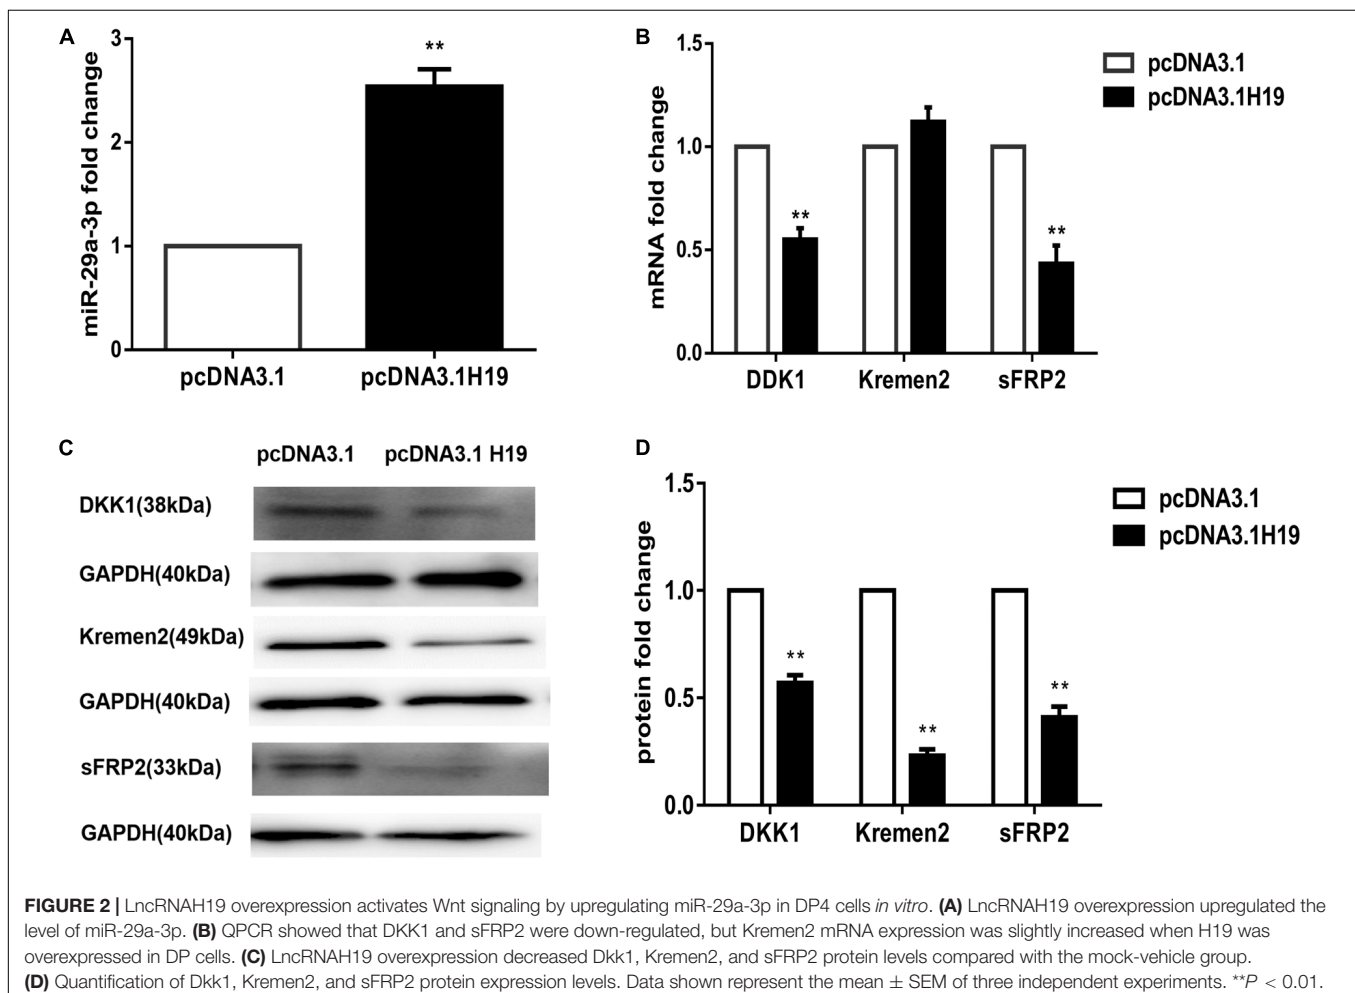 A
3
2
1
0
miR-29a-3p fold change
**
pcDNA3.1
pcDNA3.1H19
B
1.5
1.0
0.5
0.0
mRNA fold change
**
**
DDK1
Kremen2
sFRP2
pcDNA3.1
pcDNA3.1H19
C
pcDNA3.1
pcDNA3.1 H19
DKK1(38kDa)
GAPDH(40kDa)
Kremen2(49kDa)
GAPDH(40kDa)
sFRP2(33kDa)
GAPDH(40kDa)
D
1.5
1.0
0.5
0.0
protein fold change
**
**
**
DKK1
Kremen2
sFRP2
pcDNA3.1
pcDNA3.1H19
FIGURE 2 | LncRNAH19 overexpression activates Wnt signaling by upregulating miR-29a-3p in DP4 cells in vitro. (A) LncRNAH19 overexpression upregulated the
level of miR-29a-3p. (B) QPCR showed that DKK1 and sFRP2 were down-regulated, but Kremen2 mRNA expression was slightly increased when H19 was
overexpressed in DP cells. (C) LncRNAH19 overexpression decreased Dkk1, Kremen2, and sFRP2 protein levels compared with the mock-vehicle group.
(D) Quantification of Dkk1, Kremen2, and sFRP2 protein expression levels. Data shown represent the mean ± SEM of three independent experiments. **P < 0.01.